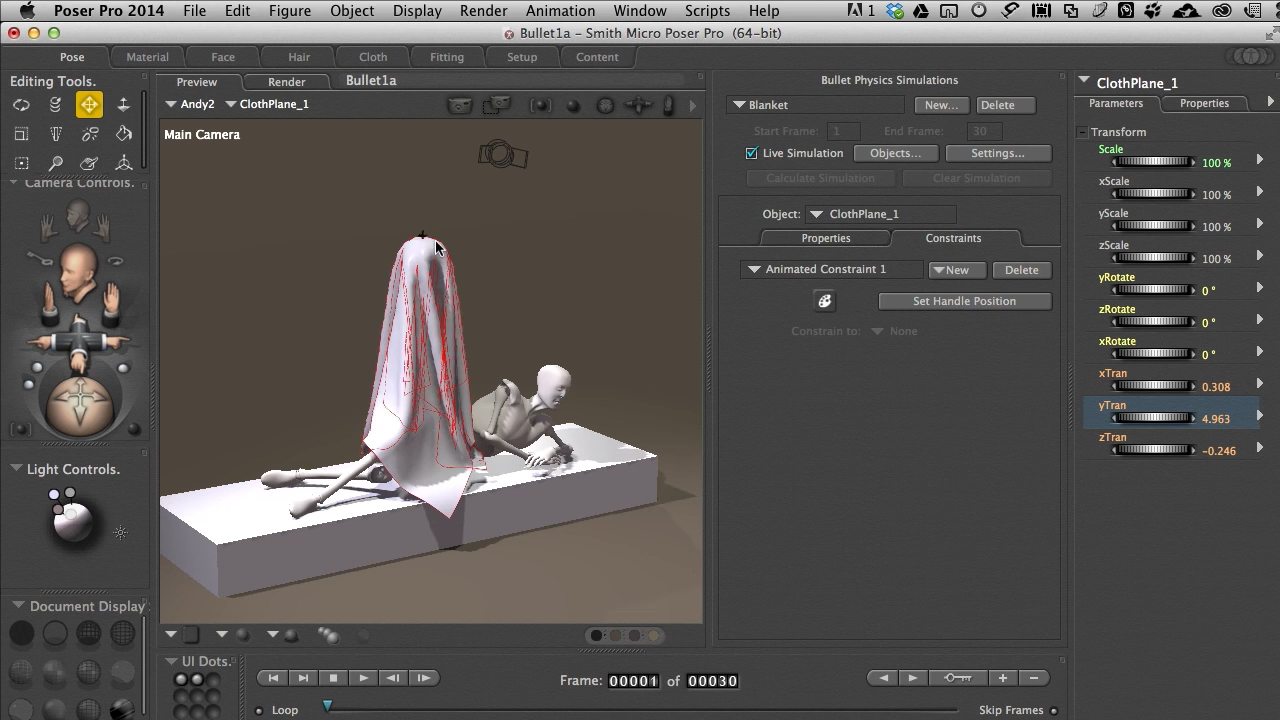 Poser Pro 2014 File Edit Figure Object Display Render Animation Window Scripts Help 1
Bullet1a – Smith Micro Poser Pro (64-bit)
Pose Material Face Hair Cloth Fitting Setup Content
Editing Tools.
Camera Controls.
Light Controls.
Document Display
Preview Render Bullet1a
Andy2 ClothPlane_1
Main Camera
UI Dots.
Frame: 00001 of 00030
Loop
Skip Frames
Bullet Physics Simulations
Blanket New... Delete
Start Frame: 1 End Frame: 30
Live Simulation Objects... Settings...
Calculate Simulation Clear Simulation
Object: ClothPlane_1
Properties Constraints
Animated Constraint 1 New Delete
Set Handle Position
Constrain to: None
ClothPlane_1
Parameters Properties
Transform
Scale
100 %
xScale
100 %
yScale
100 %
zScale
100 %
yRotate
0 °
zRotate
0 °
xRotate
0 °
xTran
0.308
yTran
4.963
zTran
-0.246